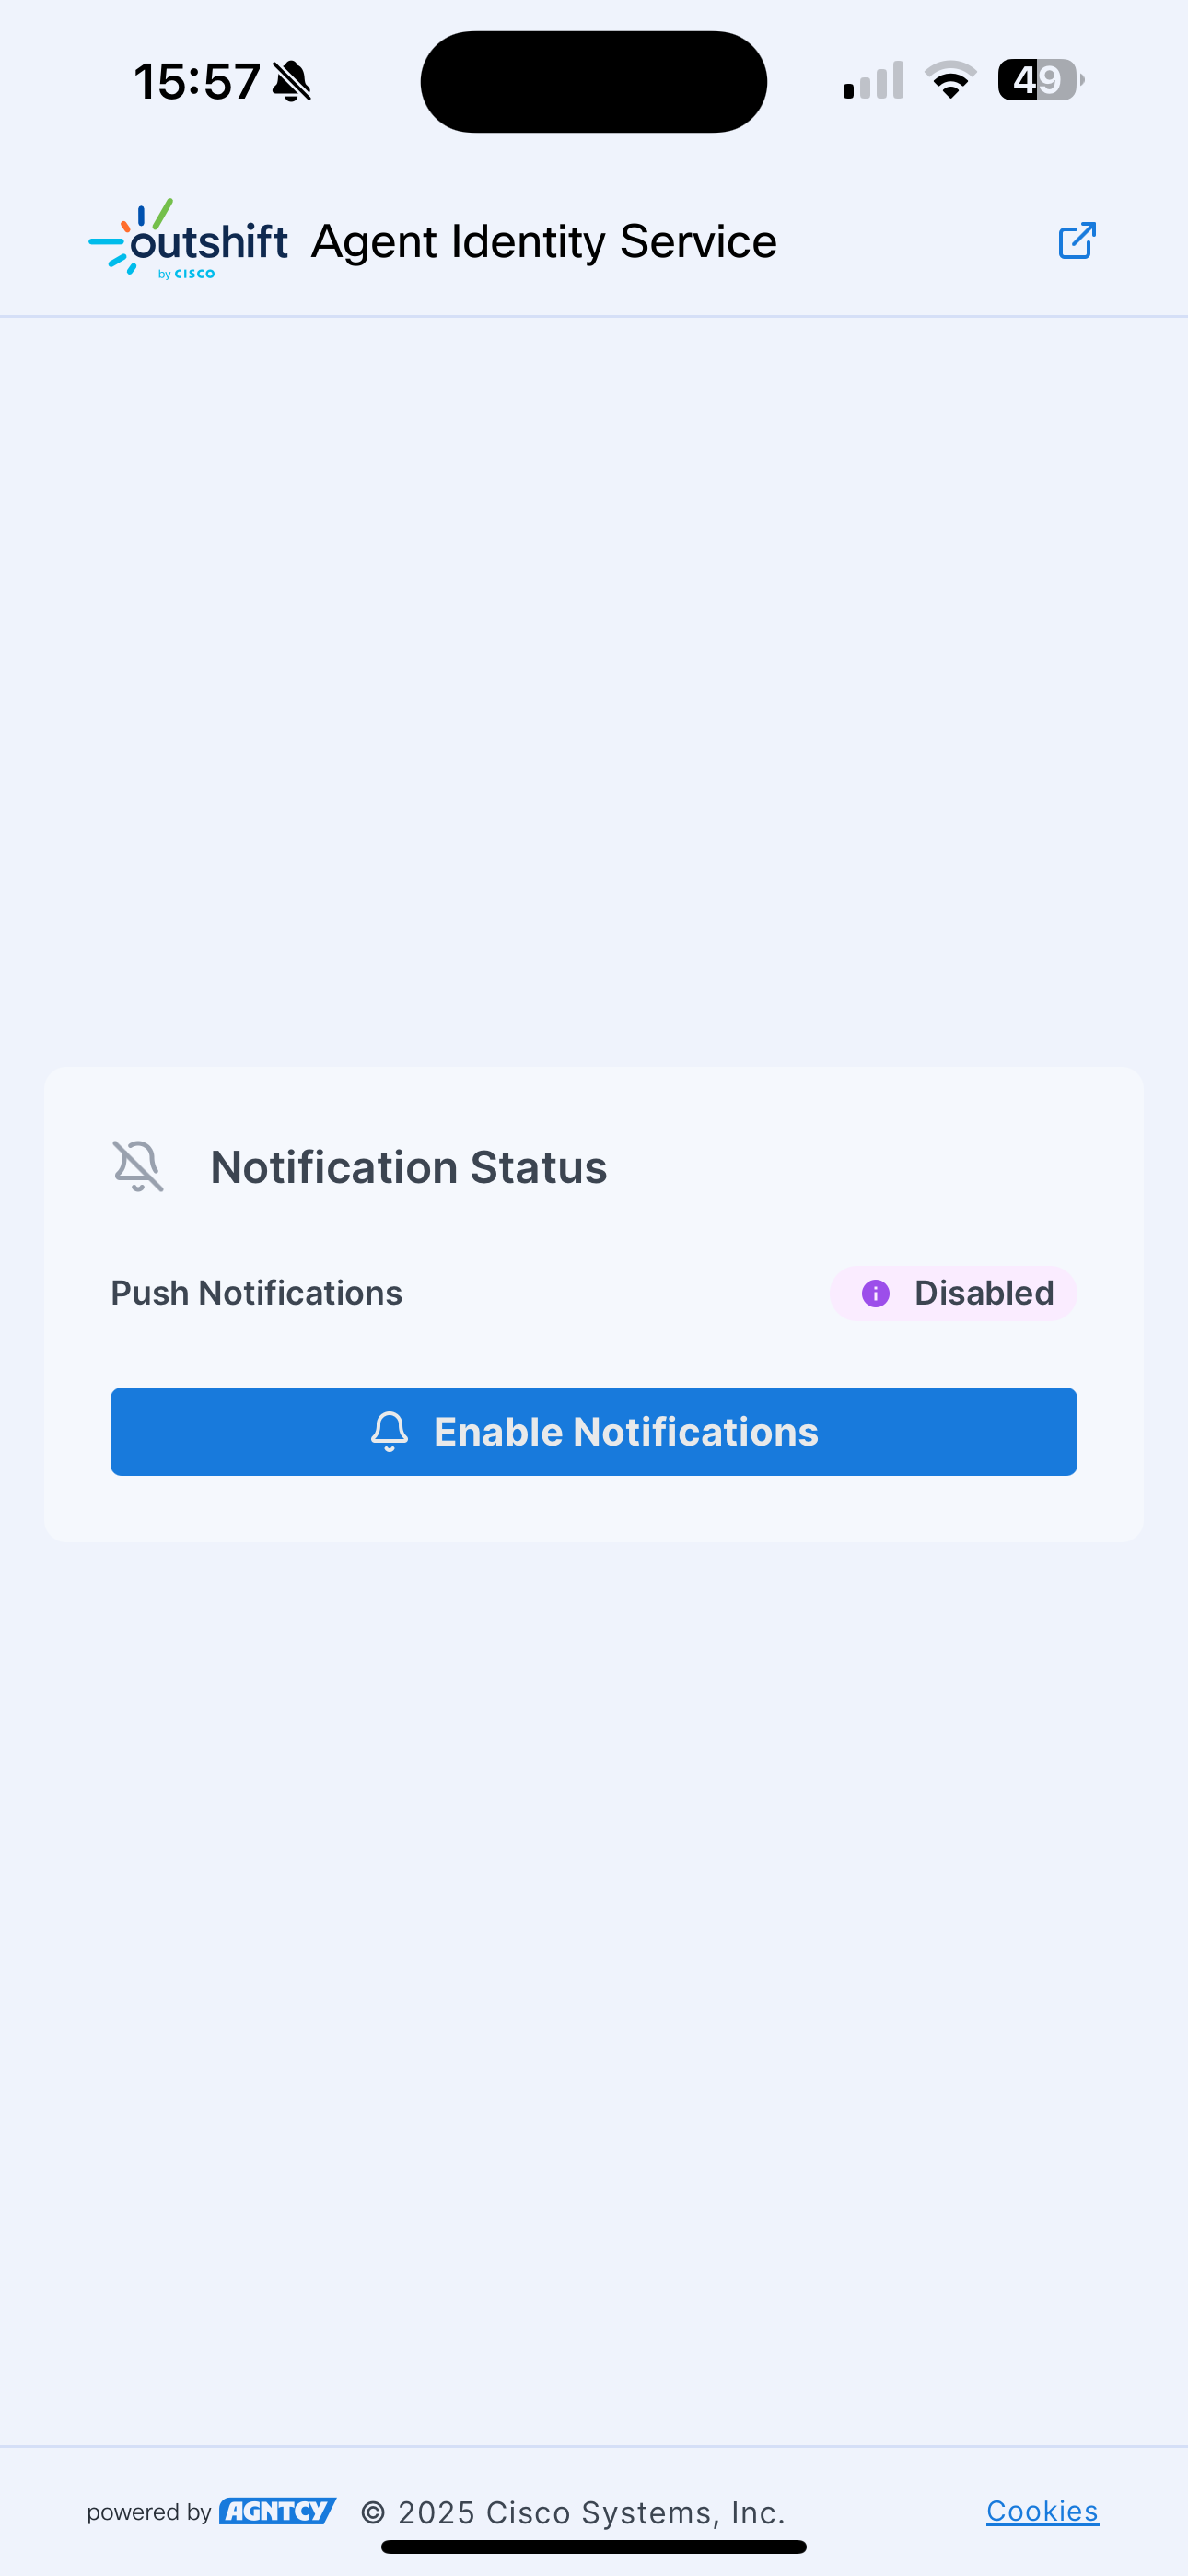 15:57
49
outshift
by CISCO
Agent Identity Service
Notification Status
Push Notifications
Disabled
Enable Notifications
powered by AGNTCY © 2025 Cisco Systems, Inc.
Cookies